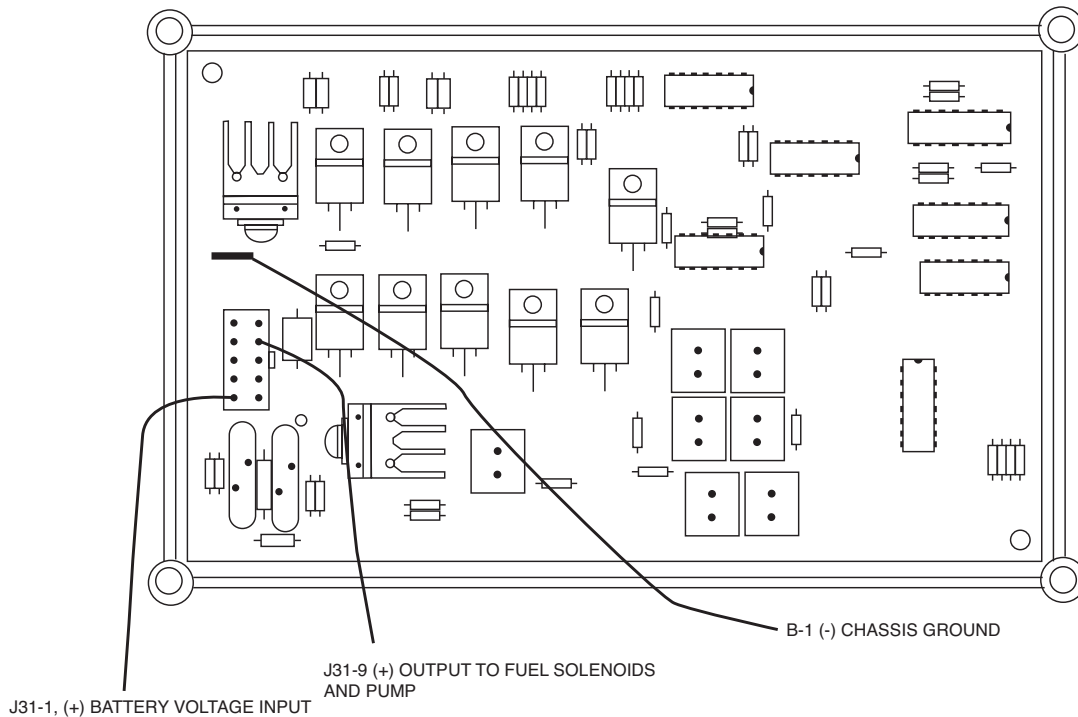 B-1 (-) CHASSIS GROUND
J31-9 (+) OUTPUT TO FUEL SOLENOIDS
AND PUMP
J31-1, (+) BATTERY VOLTAGE INPUT